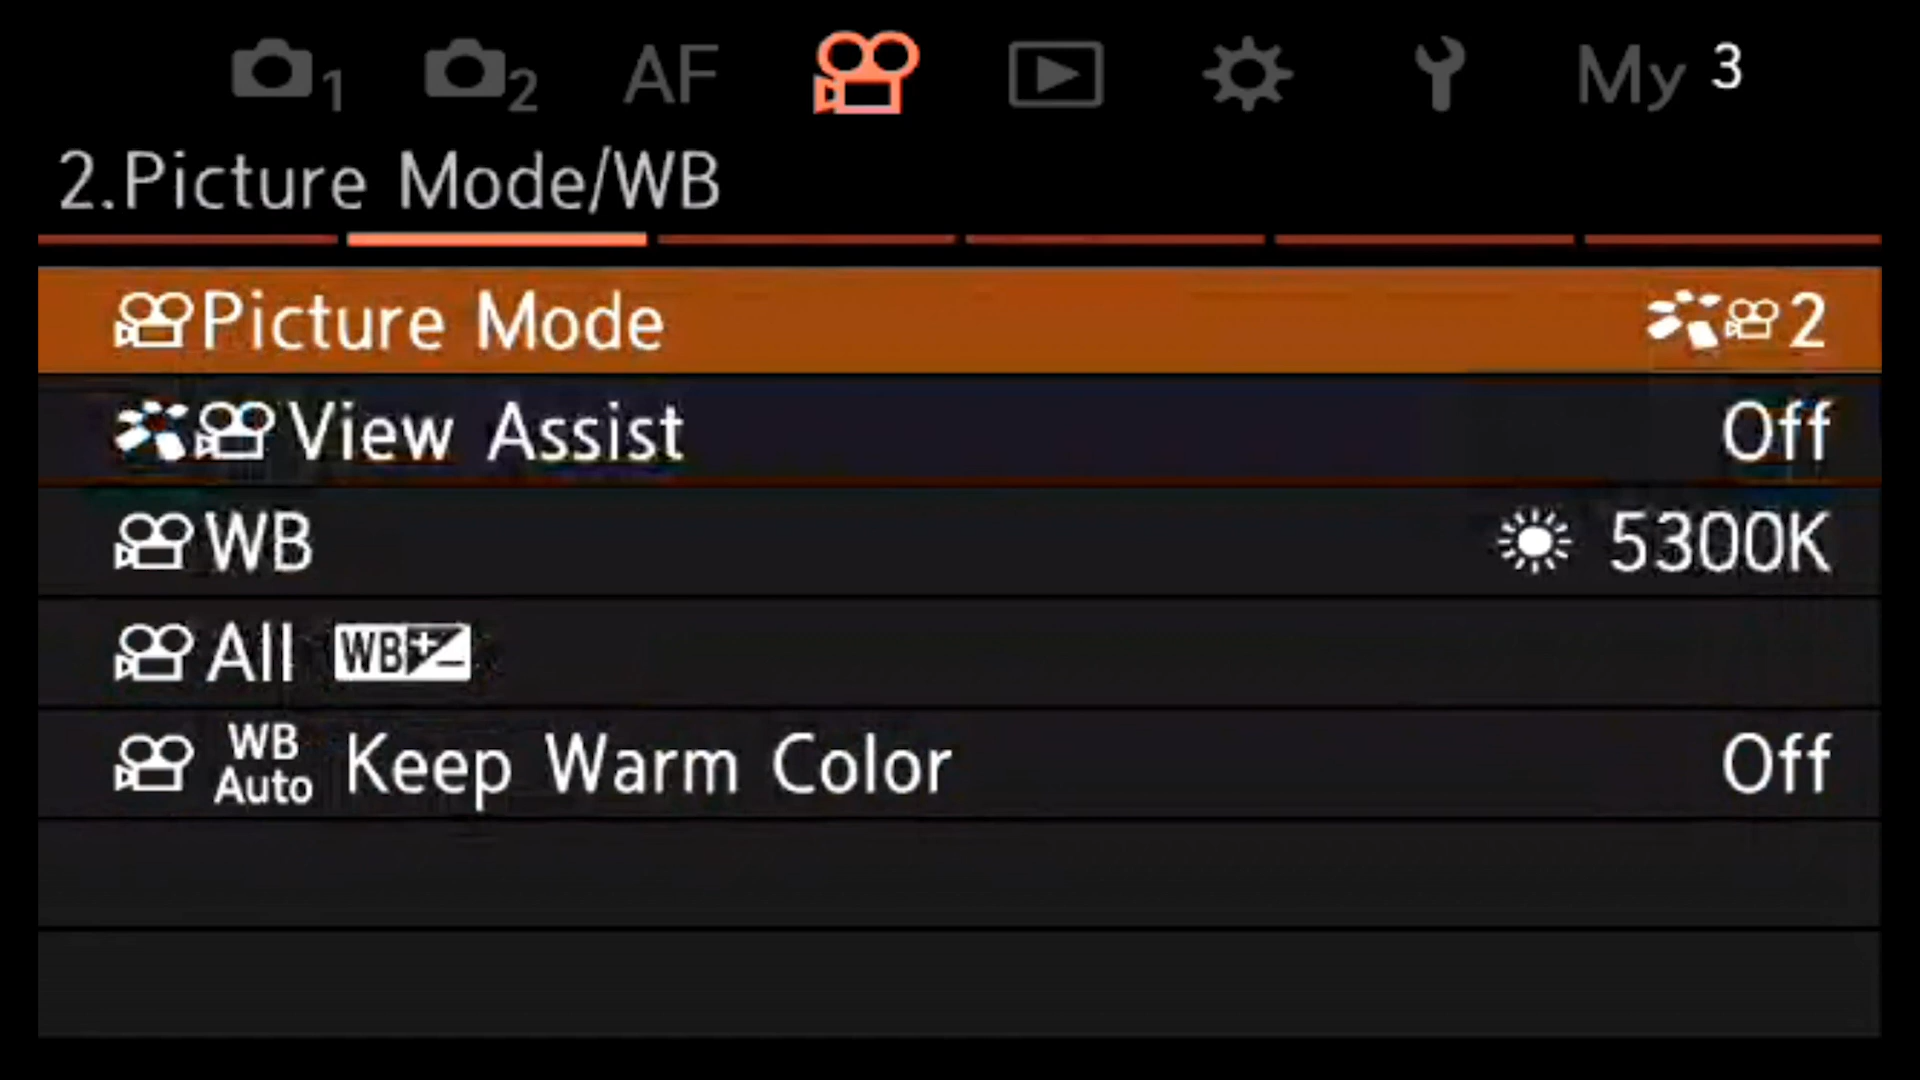 1 2 AF My 3
2.Picture Mode/WB
Picture Mode 2
View Assist Off
WB 5300K
All WB+-
WB Auto Keep Warm Color Off